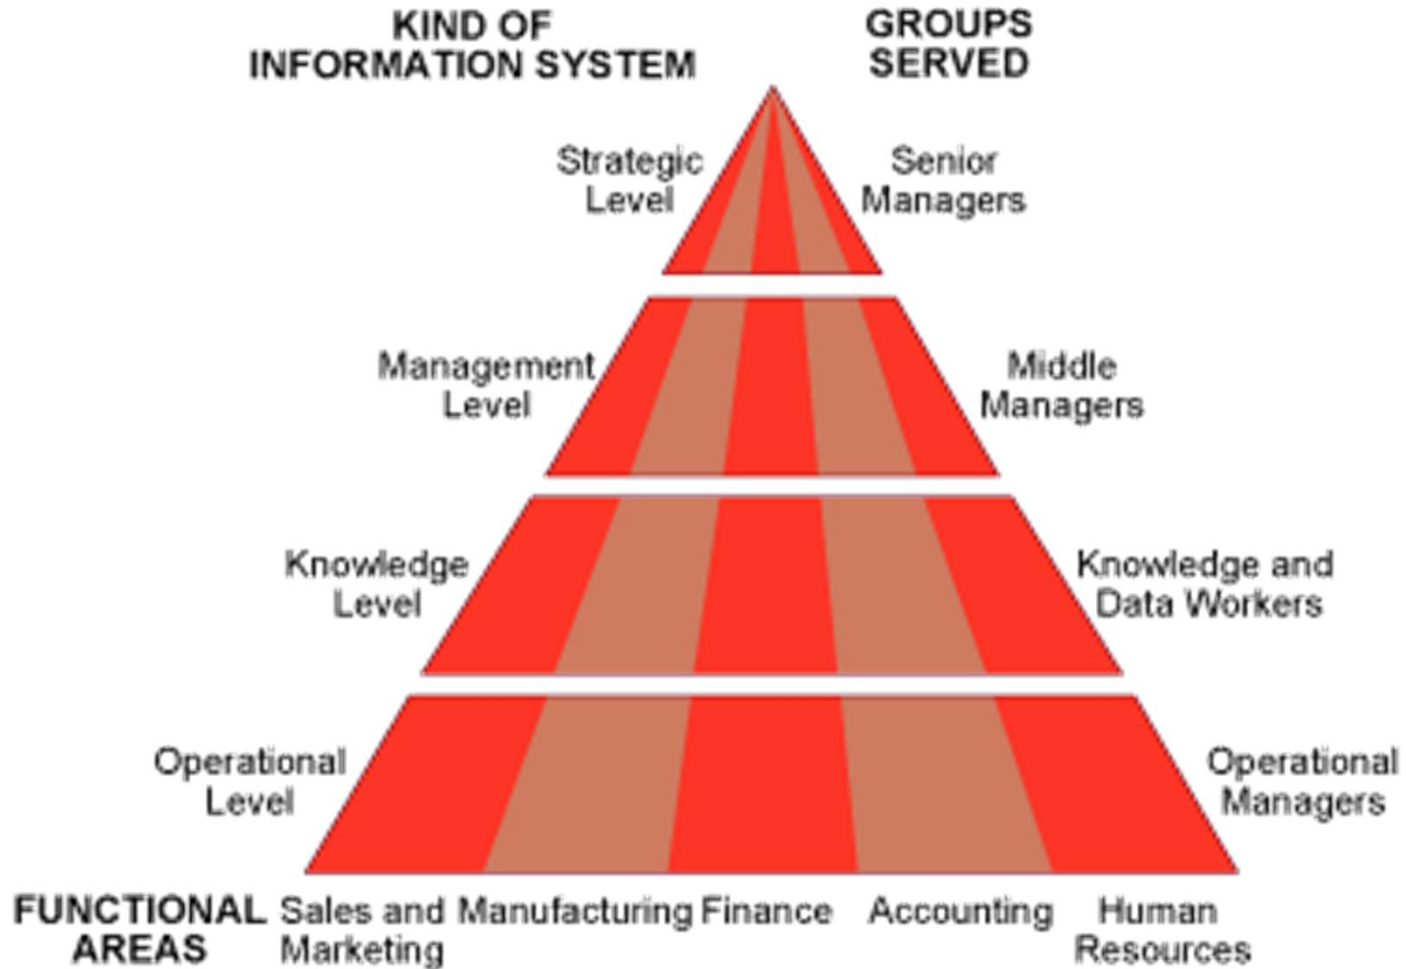 KIND OF
INFORMATION SYSTEM
GROUPS
SERVED
Strategic
Level
Senior
Managers
Management
Level
Middle
Managers
Knowledge
Level
Knowledge and
Data Workers
Operational
Level
Operational
Managers
FUNCTIONAL
AREAS
Sales and
Marketing
Manufacturing
Finance
Accounting
Human
Resources